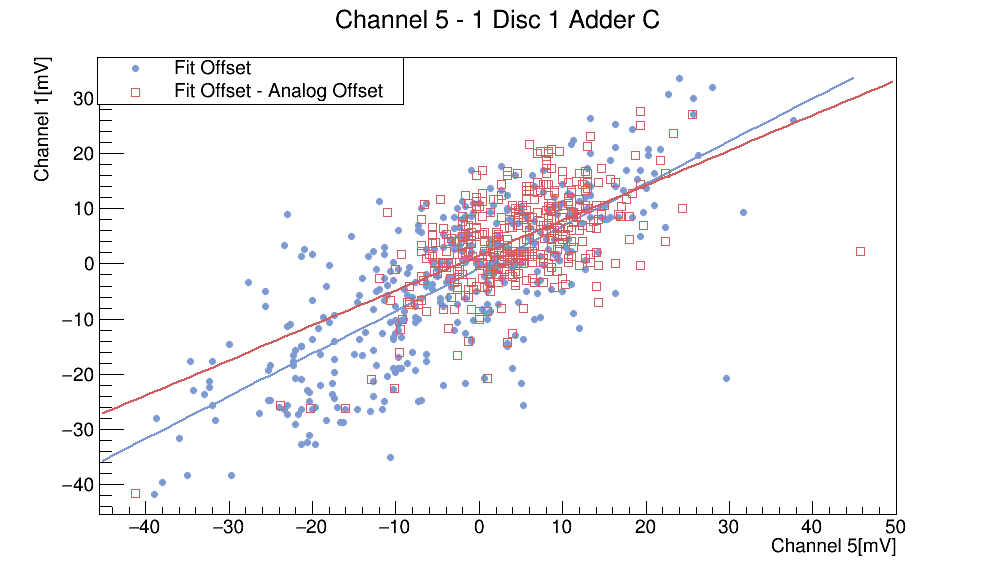 Channel 5 - 1 Disc 1 Adder C
Channel 1[mV]
Fit Offset
Fit Offset - Analog Offset
30
20
10
0
−10
−20
−30
−40
−40 −30 −20 −10 0 10 20 30 40 50
Channel 5[mV]